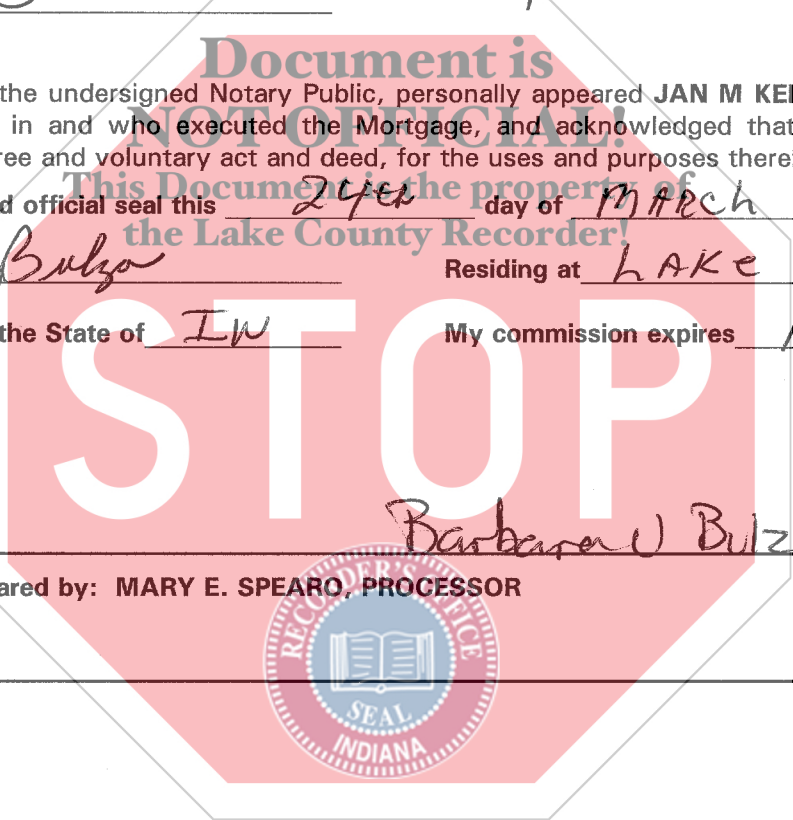 Document is
the undersigned Notary Public, personally appeared JAN M KEI
NOT OFFICIAL!
in and who executed the Mortgage, and acknowledged that
ree and voluntary act and deed, for the uses and purposes therei
This Document is the property of
d official seal this 24th day of MARCH
the Lake County Recorder!
Bulza Residing at LAKE
the State of IN My commission expires
STOP
Barbara J Bulz
ared by: MARY E. SPEARO, PROCESSOR
RECORDER'S OFFICE
SEAL
INDIANA